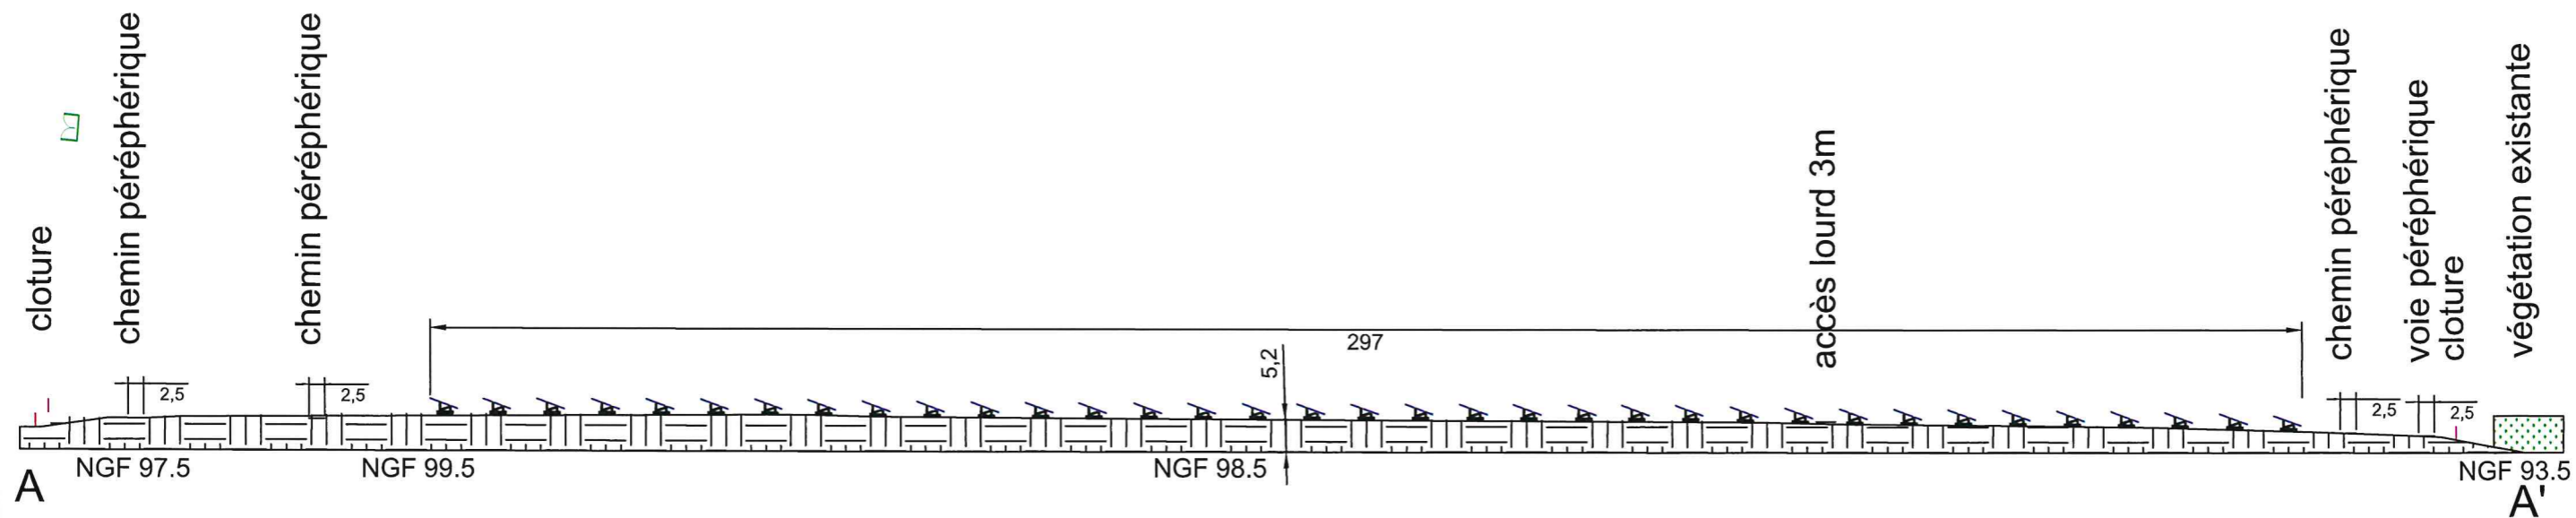 cloture
chemin péréphérique
chemin péréphérique
accès lourd 3m
chemin péréphérique
voie péréphérique
cloture
végétation existante
297
5,2
2,5
2,5
2,5
2,5
NGF 97.5
NGF 99.5
NGF 98.5
NGF 93.5
A
A'